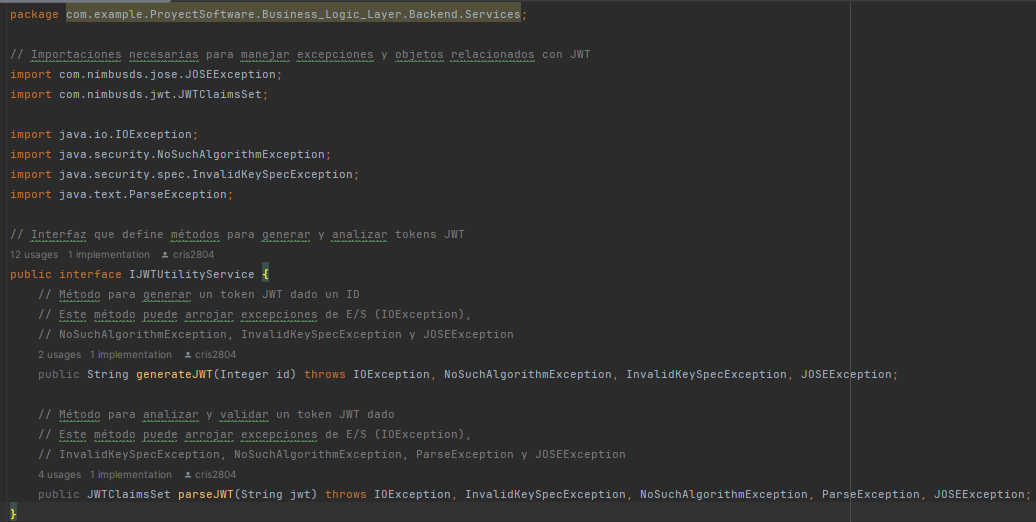 package com.example.ProyectSoftware.Business_Logic_Layer.Backend.Services;
// Importaciones necesarias para manejar excepciones y objetos relacionados con JWT
import com.nimbusds.jose.JOSEException;
import com.nimbusds.jwt.JWTClaimsSet;
import java.io.IOException;
import java.security.NoSuchAlgorithmException;
import java.security.spec.InvalidKeySpecException;
import java.text.ParseException;
// Interfaz que define métodos para generar y analizar tokens JWT
12 usages 1 implementation cris2804
public interface IJWTUtilityService {
// Método para generar un token JWT dado un ID
// Este método puede arrojar excepciones de E/S (IOException),
// NoSuchAlgorithmException, InvalidKeySpecException y JOSEException
2 usages 1 implementation cris2804
public String generateJWT(Integer id) throws IOException, NoSuchAlgorithmException, InvalidKeySpecException, JOSEException;
// Método para analizar y validar un token JWT dado
// Este método puede arrojar excepciones de E/S (IOException),
// InvalidKeySpecException, NoSuchAlgorithmException, ParseException y JOSEException
4 usages 1 implementation cris2804
public JWTClaimsSet parseJWT(String jwt) throws IOException, InvalidKeySpecException, NoSuchAlgorithmException, ParseException, JOSEException;
}